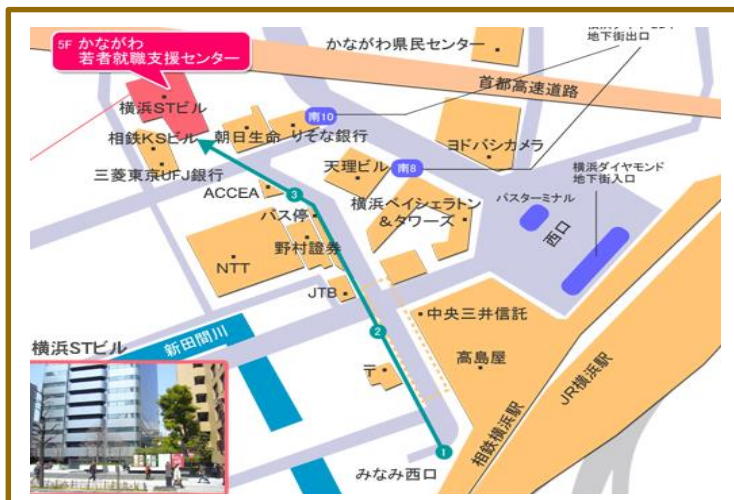 地下街出口
5F かながわ
若者就職支援センター
かながわ県民センター
首都高速道路
横浜STビル
南10
相鉄KSビル
朝日生命
りそな銀行
ヨドバシカメラ
天理ビル
南8
三菱東京UFJ銀行
横浜ダイヤモンド
地下街入口
ACCEA
3
バスターミナル
横浜ベイシェラトン
&タワーズ
バス停
西口
野村證券
NTT
JTB
中央三井信託
2
新田間川
横浜STビル
高島屋
〒
JR横浜駅
相鉄横浜駅
1
みなみ西口